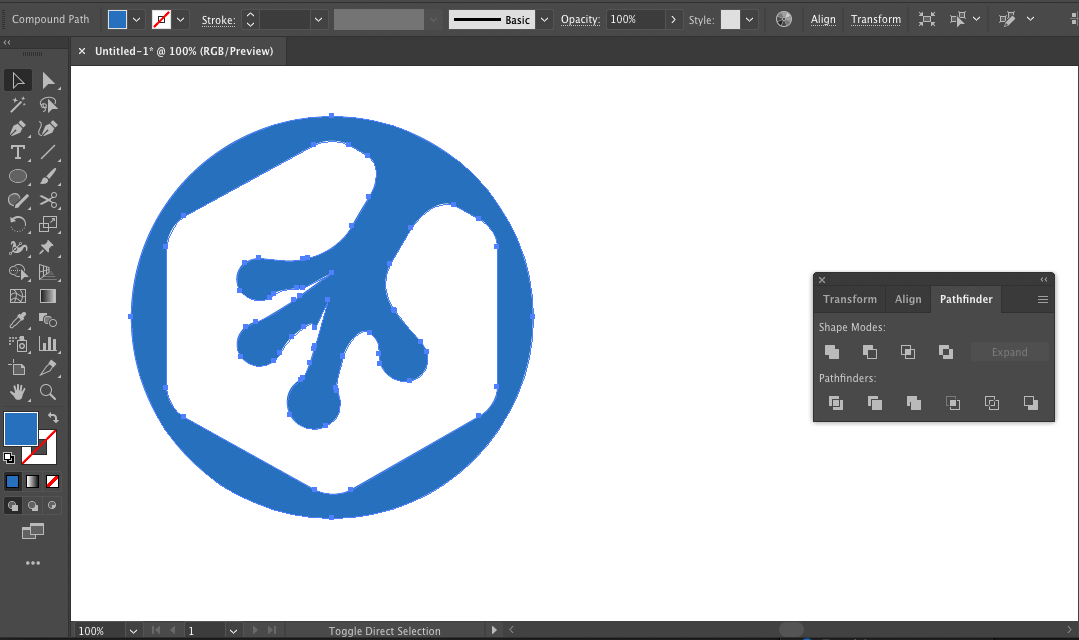 Compound Path Stroke: Basic Opacity: 100% Style: Align Transform
× Untitled-1* @ 100% (RGB/Preview)
Transform Align Pathfinder
Shape Modes:
Expand
Pathfinders:
100% 1 Toggle Direct Selection